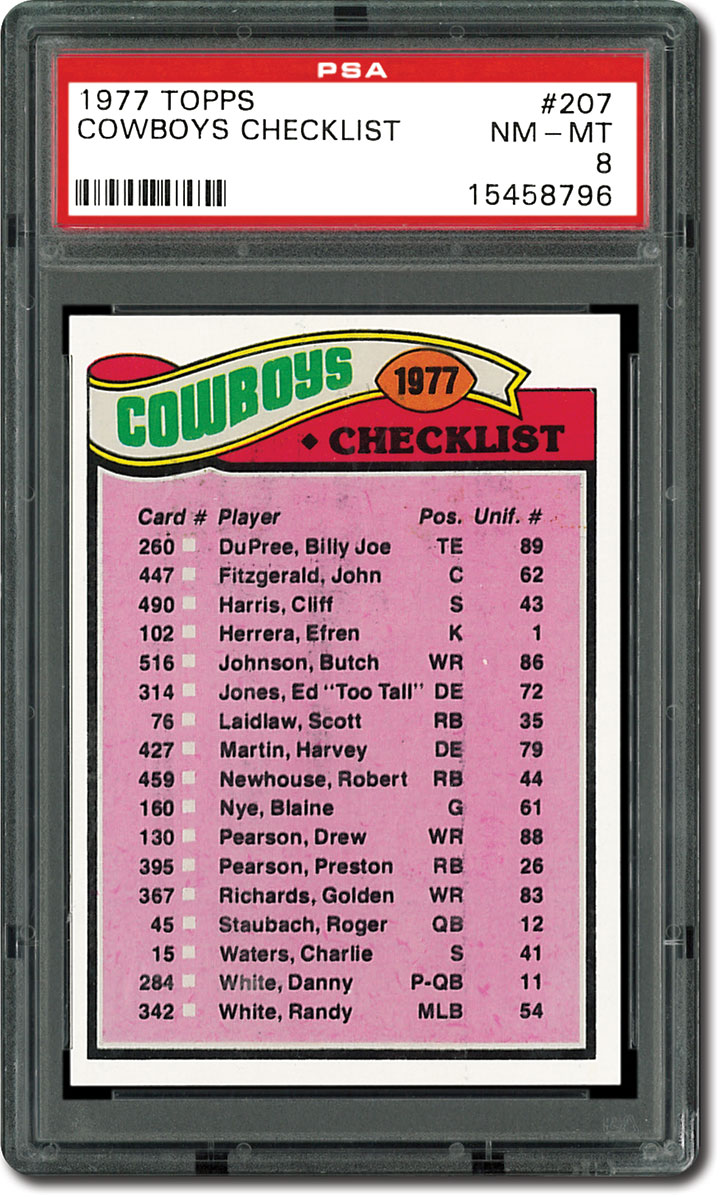 PSA
1977 TOPPS #207
COWBOYS CHECKLIST NM - MT
8
15458796
COWBOYS 1977
◆ CHECKLIST
Card # Player Pos. Unif. #
260 DuPree, Billy Joe TE 89
447 Fitzgerald, John C 62
490 Harris, Cliff S 43
102 Herrera, Efren K 1
516 Johnson, Butch WR 86
314 Jones, Ed "Too Tall" DE 72
76 Laidlaw, Scott RB 35
427 Martin, Harvey DE 79
459 Newhouse, Robert RB 44
160 Nye, Blaine G 61
130 Pearson, Drew WR 88
395 Pearson, Preston RB 26
367 Richards, Golden WR 83
45 Staubach, Roger QB 12
15 Waters, Charlie S 41
284 White, Danny P-QB 11
342 White, Randy MLB 54